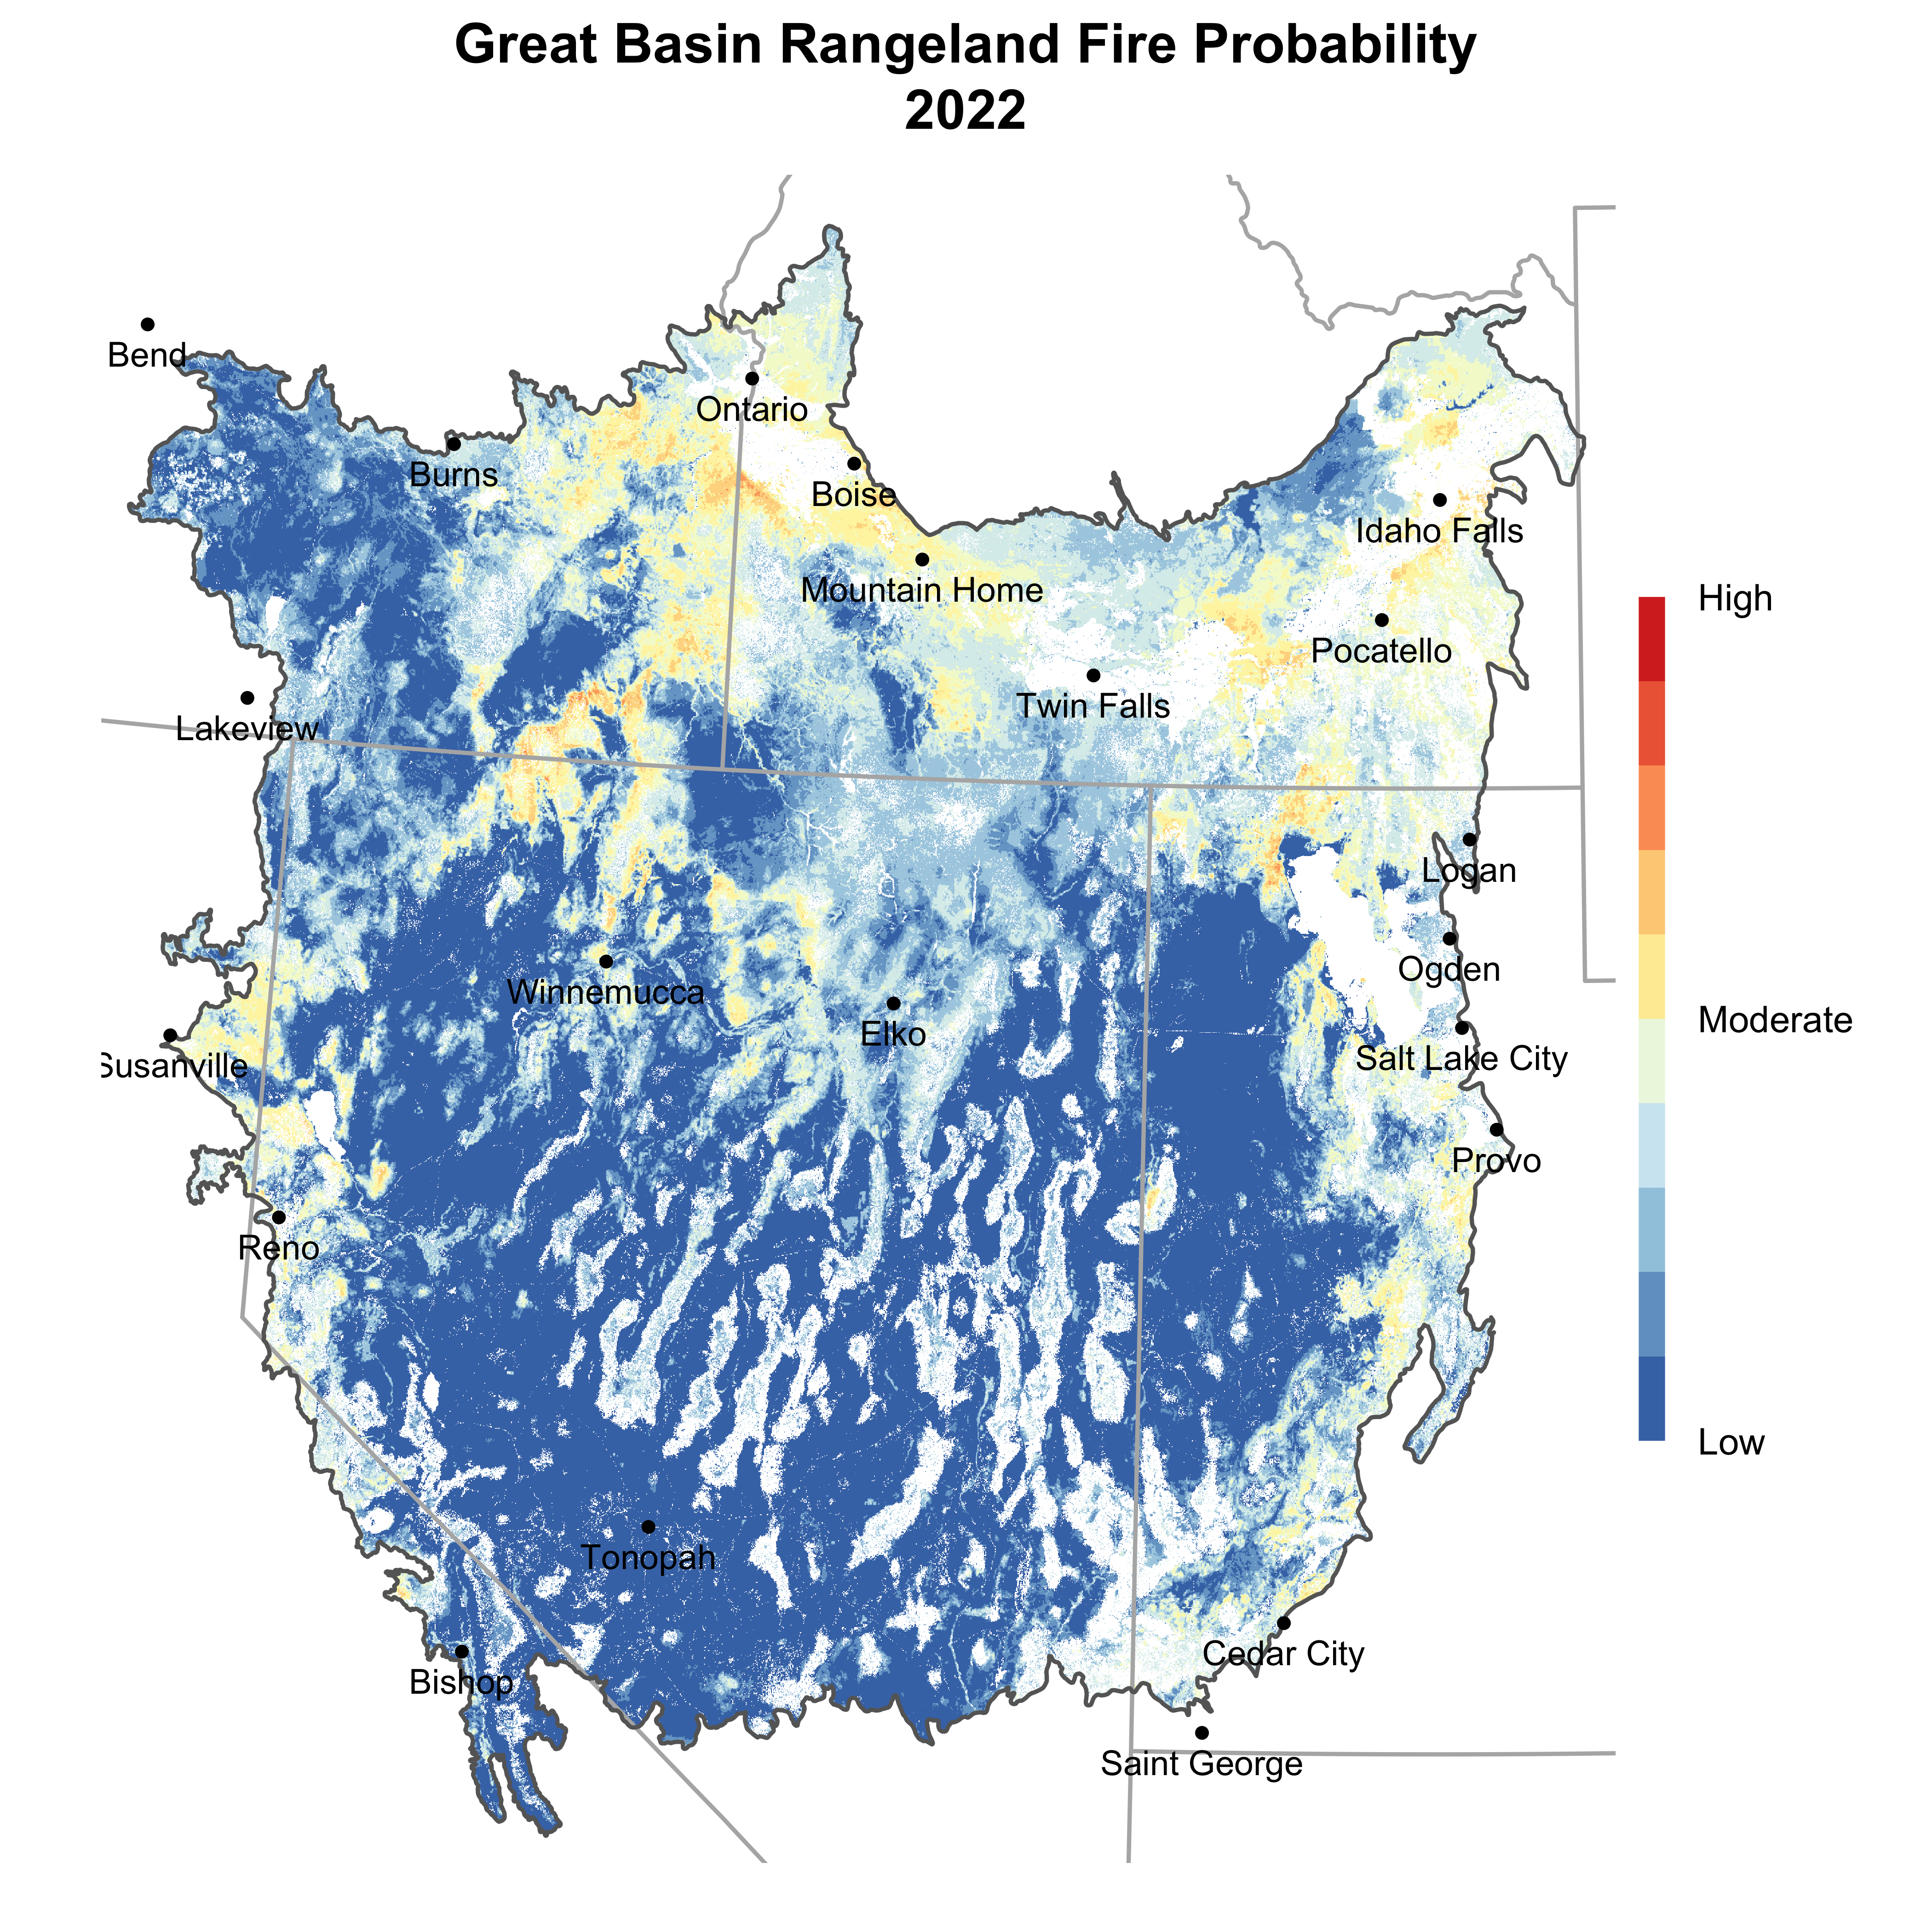 Great Basin Rangeland Fire Probability
2022
Bend
Ontario
Burns
Boise
Idaho Falls
Mountain Home
High
Pocatello
Twin Falls
Lakeview
Logan
Ogden
Winnemucca
Moderate
Elko
Salt Lake City
Susanville
Provo
Reno
Low
Tonopah
Cedar City
Bishop
Saint George